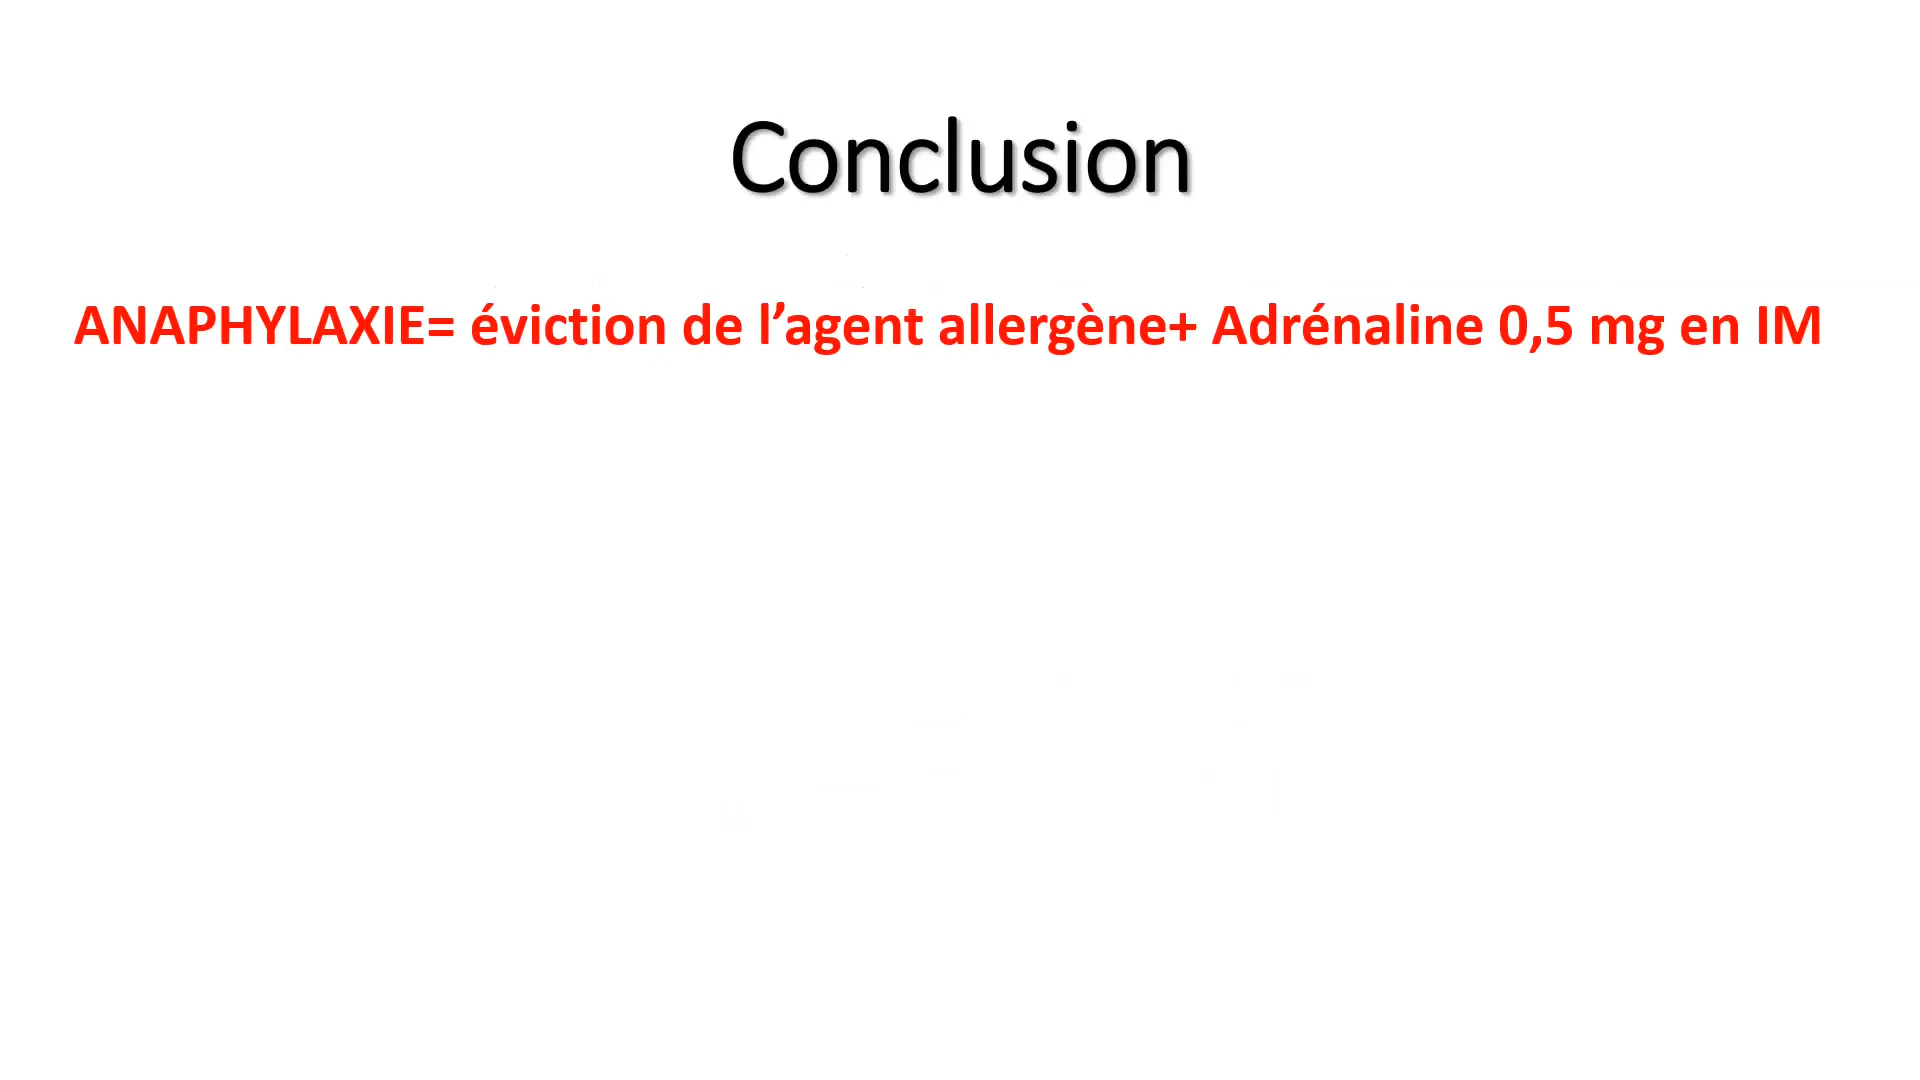 Conclusion
ANAPHYLAXIE= éviction de l’agent allergène+ Adrénaline 0,5 mg en IM